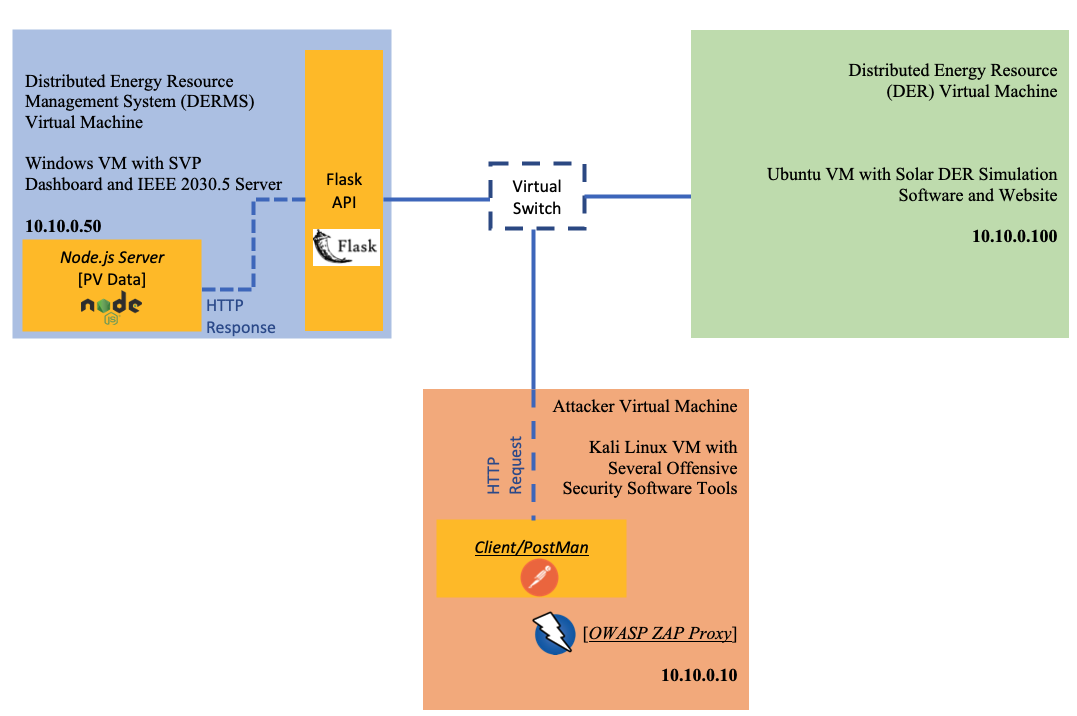 Distributed Energy Resource
Management System (DERMS)
Virtual Machine
Windows VM with SVP
Dashboard and IEEE 2030.5 Server
10.10.0.50
Node.js Server
[PV Data]
node
JS
HTTP
Response
Flask
API
Flask
Virtual
Switch
Distributed Energy Resource
(DER) Virtual Machine
Ubuntu VM with Solar DER Simulation
Software and Website
10.10.0.100
Attacker Virtual Machine
Kali Linux VM with
Several Offensive
Security Software Tools
HTTP
Request
Client/PostMan
[OWASP ZAP Proxy]
10.10.0.10